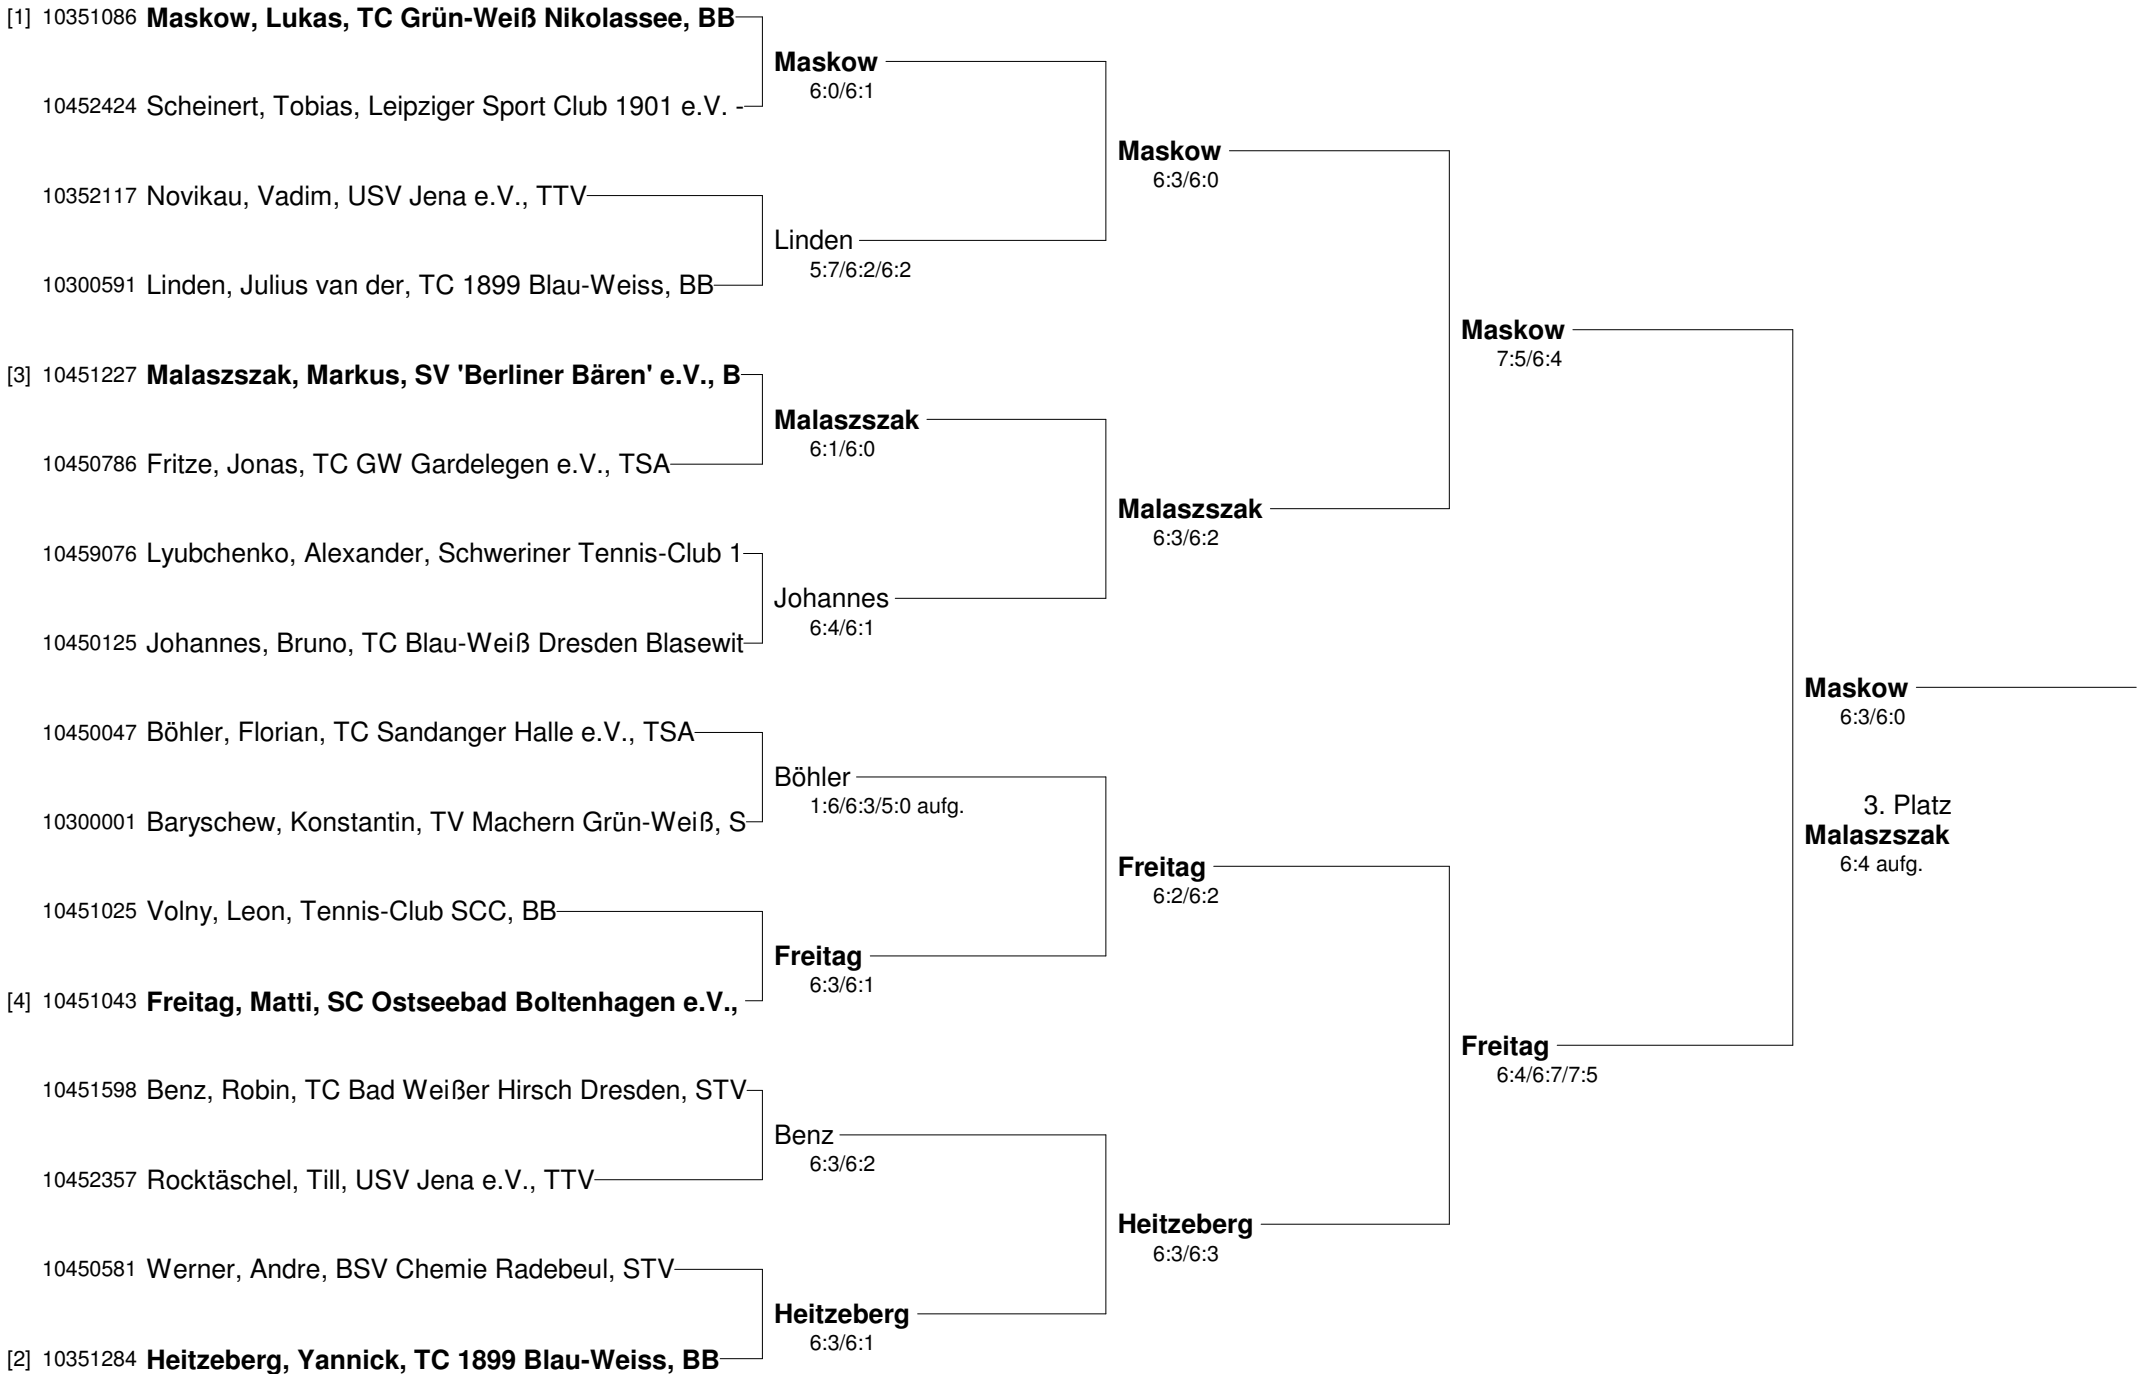 [1] 10351086 Maskow, Lukas, TC Grün-Weiß Nikolassee, BB
Maskow
6:0/6:1
10452424 Scheinert, Tobias, Leipziger Sport Club 1901 e.V. -
Maskow
6:3/6:0
10352117 Novikau, Vadim, USV Jena e.V., TTV
Linden
5:7/6:2/6:2
10300591 Linden, Julius van der, TC 1899 Blau-Weiss, BB
Maskow
7:5/6:4
[3] 10451227 Malaszszak, Markus, SV 'Berliner Bären' e.V., B
Malaszszak
6:1/6:0
10450786 Fritze, Jonas, TC GW Gardelegen e.V., TSA
Malaszszak
6:3/6:2
10459076 Lyubchenko, Alexander, Schweriner Tennis-Club 1
Johannes
6:4/6:1
10450125 Johannes, Bruno, TC Blau-Weiß Dresden Blasewit
Maskow
6:3/6:0
10450047 Böhler, Florian, TC Sandanger Halle e.V., TSA
Böhler
1:6/6:3/5:0 aufg.
3. Platz
10300001 Baryschew, Konstantin, TV Machern Grün-Weiß, S
Malaszszak
6:4 aufg.
Freitag
6:2/6:2
10451025 Volny, Leon, Tennis-Club SCC, BB
Freitag
6:3/6:1
[4] 10451043 Freitag, Matti, SC Ostseebad Boltenhagen e.V.,
Freitag
6:4/6:7/7:5
10451598 Benz, Robin, TC Bad Weißer Hirsch Dresden, STV
Benz
6:3/6:2
10452357 Rocktäschel, Till, USV Jena e.V., TTV
Heitzeberg
6:3/6:3
10450581 Werner, Andre, BSV Chemie Radebeul, STV
Heitzeberg
6:3/6:1
[2] 10351284 Heitzeberg, Yannick, TC 1899 Blau-Weiss, BB